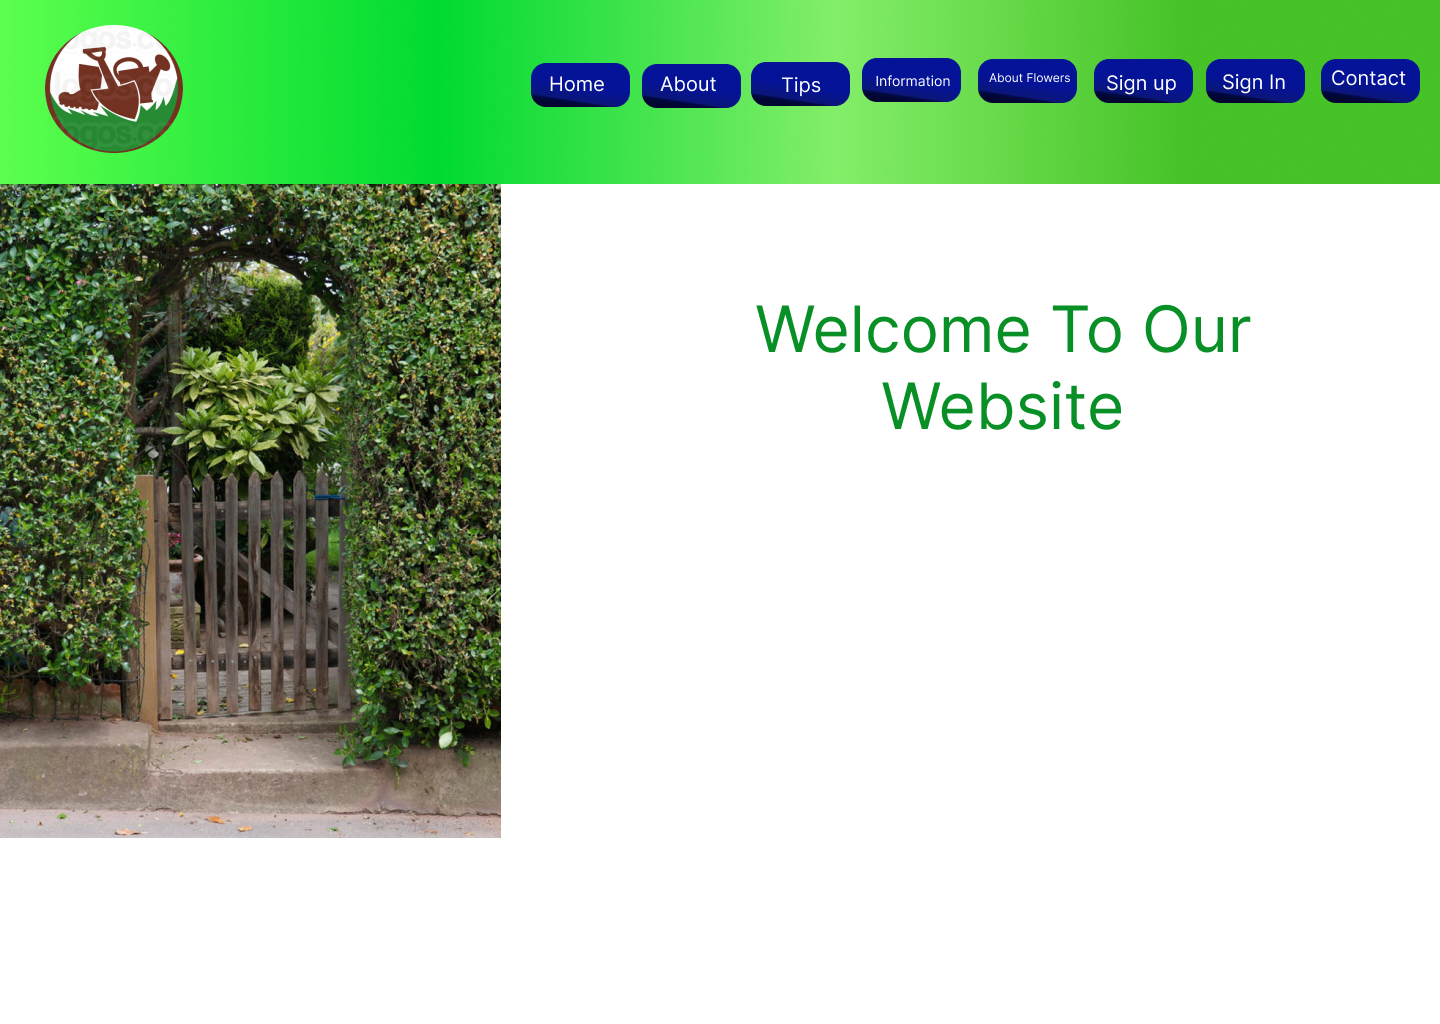 Home
About
Tips
Information
About Flowers
Sign up
Sign In
Contact
Welcome To Our
Website